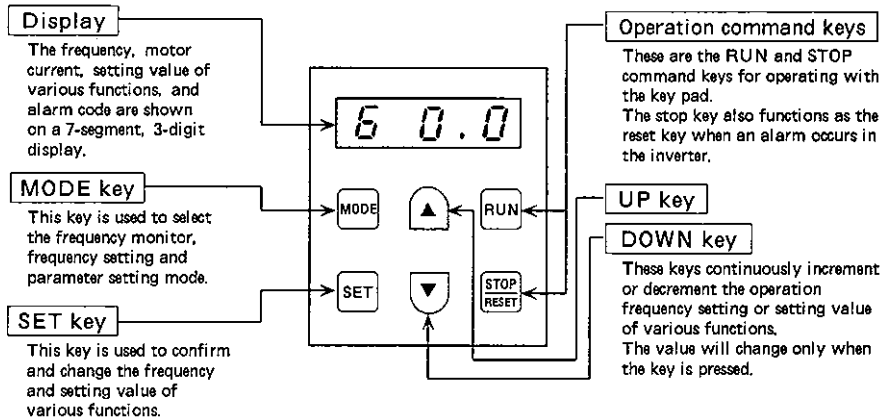 Display
The frequency, motor
current, setting value of
various functions, and
alarm code are shown
on a 7-segment, 3-digit
display.
MODE key
This key is used to select
the frequency monitor,
frequency setting and
parameter setting mode.
SET key
This key is used to confirm
and change the frequency
and setting value of
various functions.
6 0.0
MODE
▲
RUN
SET
▼
STOP
RESET
Operation command keys
These are the RUN and STOP
command keys for operating with
the key pad.
The stop key also functions as the
reset key when an alarm occurs in
the inverter.
UP key
DOWN key
These keys continuously increment
or decrement the operation
frequency setting or setting value
of various functions.
The value will change only when
the key is pressed.